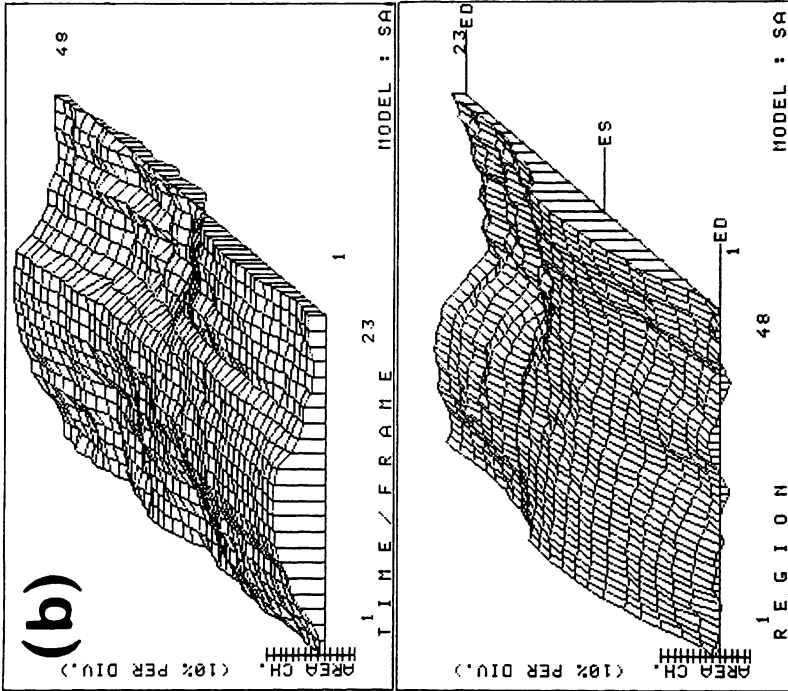 (b)
48
AREA CH.
(10% PER DIV.)
1
23
1
TIME/FRAME
MODEL : SA
23
ED
ES
ED
AREA CH.
(10% PER DIV.)
1
48
1
REGION
MODEL : SA